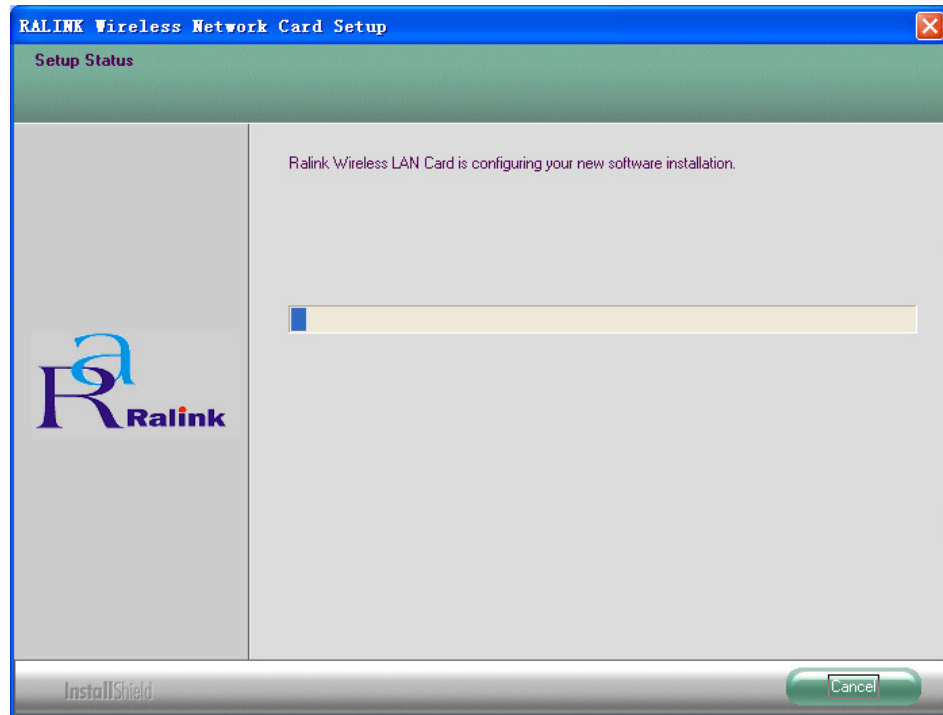 RALINK Wireless Network Card Setup
Setup Status
Ralink Wireless LAN Card is configuring your new software installation.
Ra
Ralink
InstallShield
Cancel